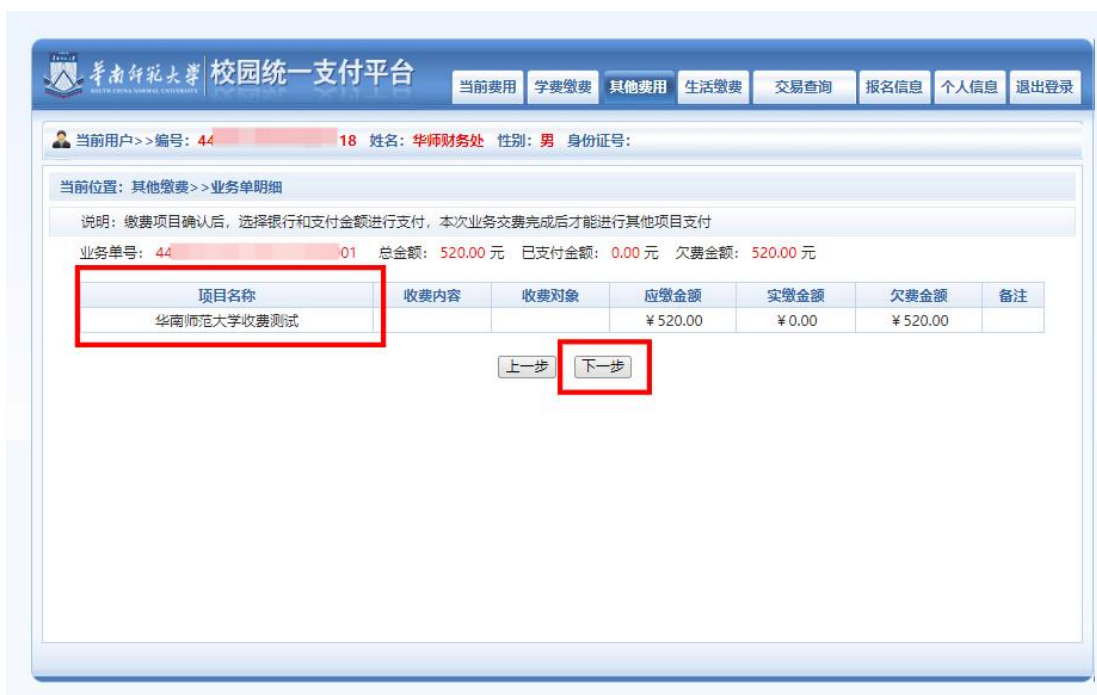 华南师范大学 校园统一支付平台
SOUTH CHINA NORMAL UNIVERSITY
当前费用 学费缴费 其他费用 生活缴费 交易查询 报名信息 个人信息 退出登录
当前用户>>编号：44 18 姓名：华师财务处 性别：男 身份证号：
当前位置：其他缴费>>业务单明细
说明：缴费项目确认后，选择银行和支付金额进行支付，本次业务交费完成后才能进行其他项目支付
业务单号：44 01 总金额：520.00 元 已支付金额：0.00 元 欠费金额：520.00 元
项目名称 收费内容 收费对象 应缴金额 实缴金额 欠费金额 备注
华南师范大学收费测试 ¥520.00 ¥0.00 ¥520.00
上一步 下一步